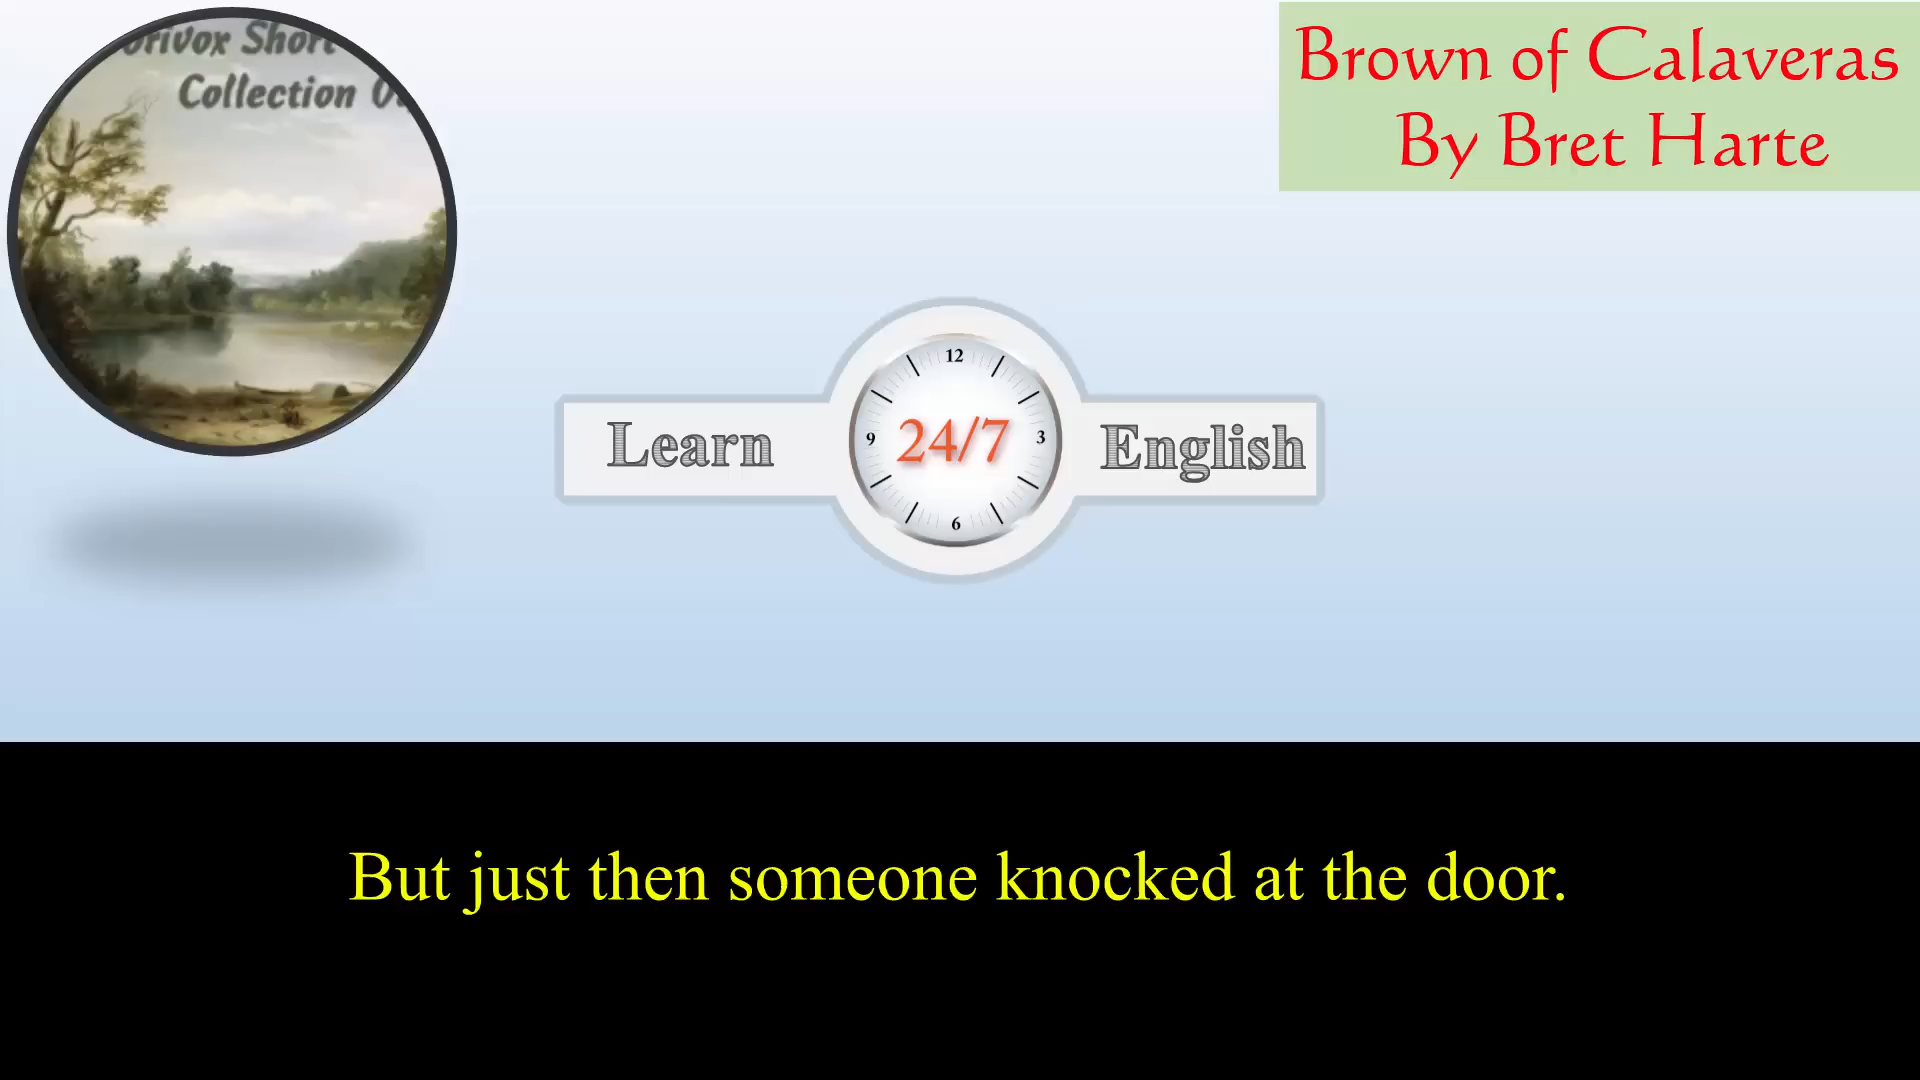 Short
Collection
Brown of Calaveras
By Bret Harte
Learn
24/7
English
12
9
3
6
But just then someone knocked at the door.